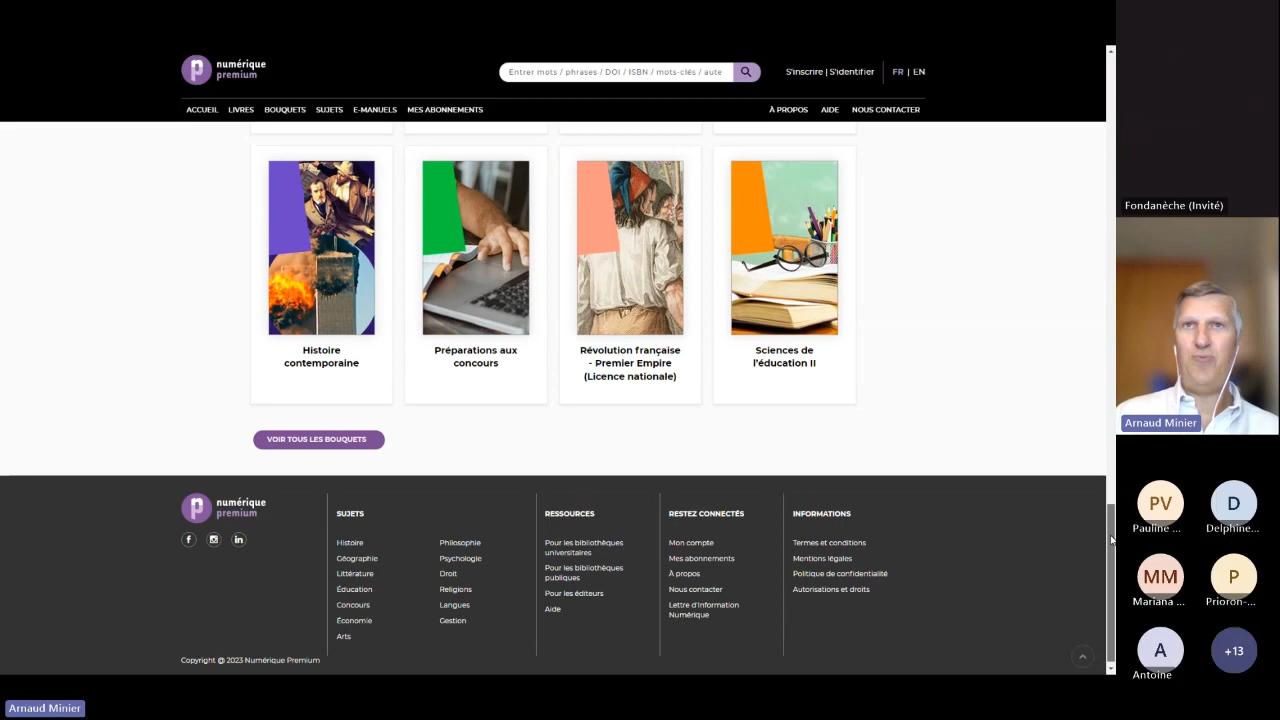 numérique
premium
Entrer mots / phrases / DOI / ISBN / mots-clés / aute
S'inscrire | S'identifier
FR | EN
ACCUEIL LIVRES BOUQUETS SUJETS E-MANUELS MES ABONNEMENTS
À PROPOS AIDE NOUS CONTACTER
Histoire
contemporaine
Préparations aux
concours
Révolution française
- Premier Empire
(Licence nationale)
Sciences de
l'éducation II
VOIR TOUS LES BOUQUETS
numérique
premium
SUJETS
Histoire
Géographie
Littérature
Éducation
Concours
Économie
Arts
Philosophie
Psychologie
Droit
Religions
Langues
Gestion
RESSOURCES
Pour les bibliothèques
universitaires
Pour les bibliothèques
publiques
Pour les éditeurs
Aide
RESTEZ CONNECTÉS
Mon compte
Mes abonnements
À propos
Nous contacter
Lettre d'Information
Numérique
INFORMATIONS
Termes et conditions
Mentions légales
Politique de confidentialité
Autorisations et droits
Copyright @ 2023 Numérique Premium
Fondanèche (Invité)
Arnaud Minier
PV
Pauline ...
D
Delphine...
MM
Mariana ...
P
Prioron-...
A
Antoine
+13
Arnaud Minier